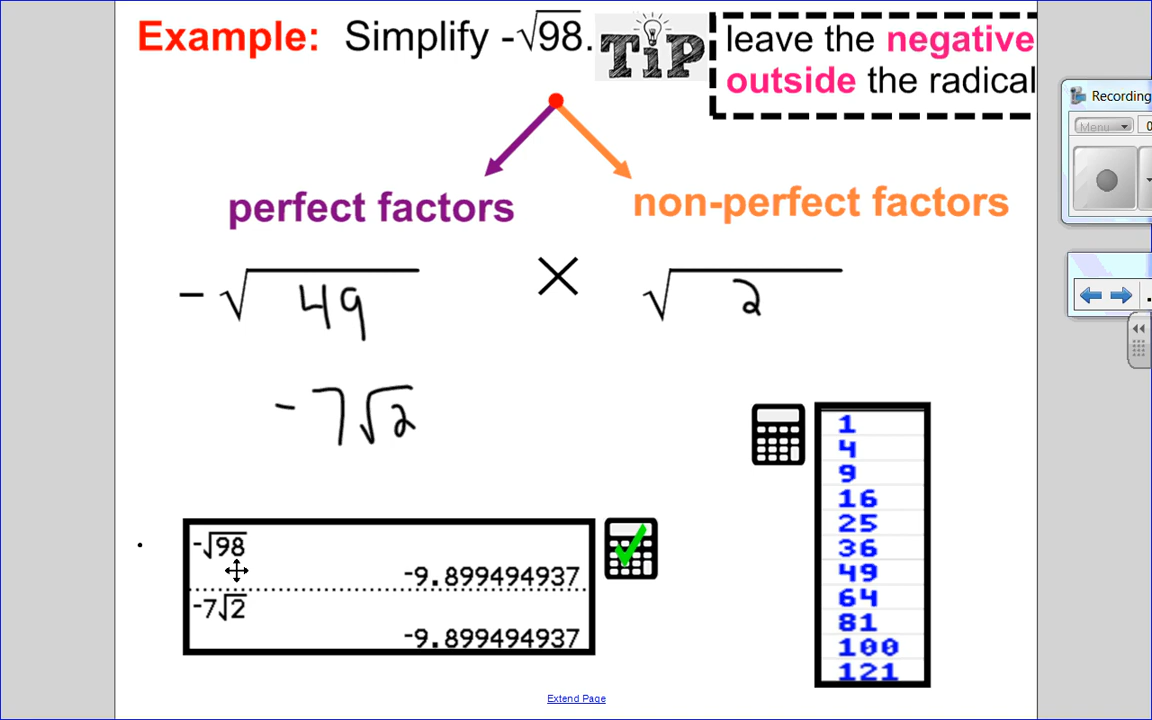 Example: Simplify -√98.
TiP
leave the negative
outside the radical
perfect factors
non-perfect factors
-√49 × √2
-7√2
-√98
-9.899494937
-7√2
-9.899494937
1
4
9
16
25
36
49
64
81
100
121
Extend Page
Recording
Menu
0